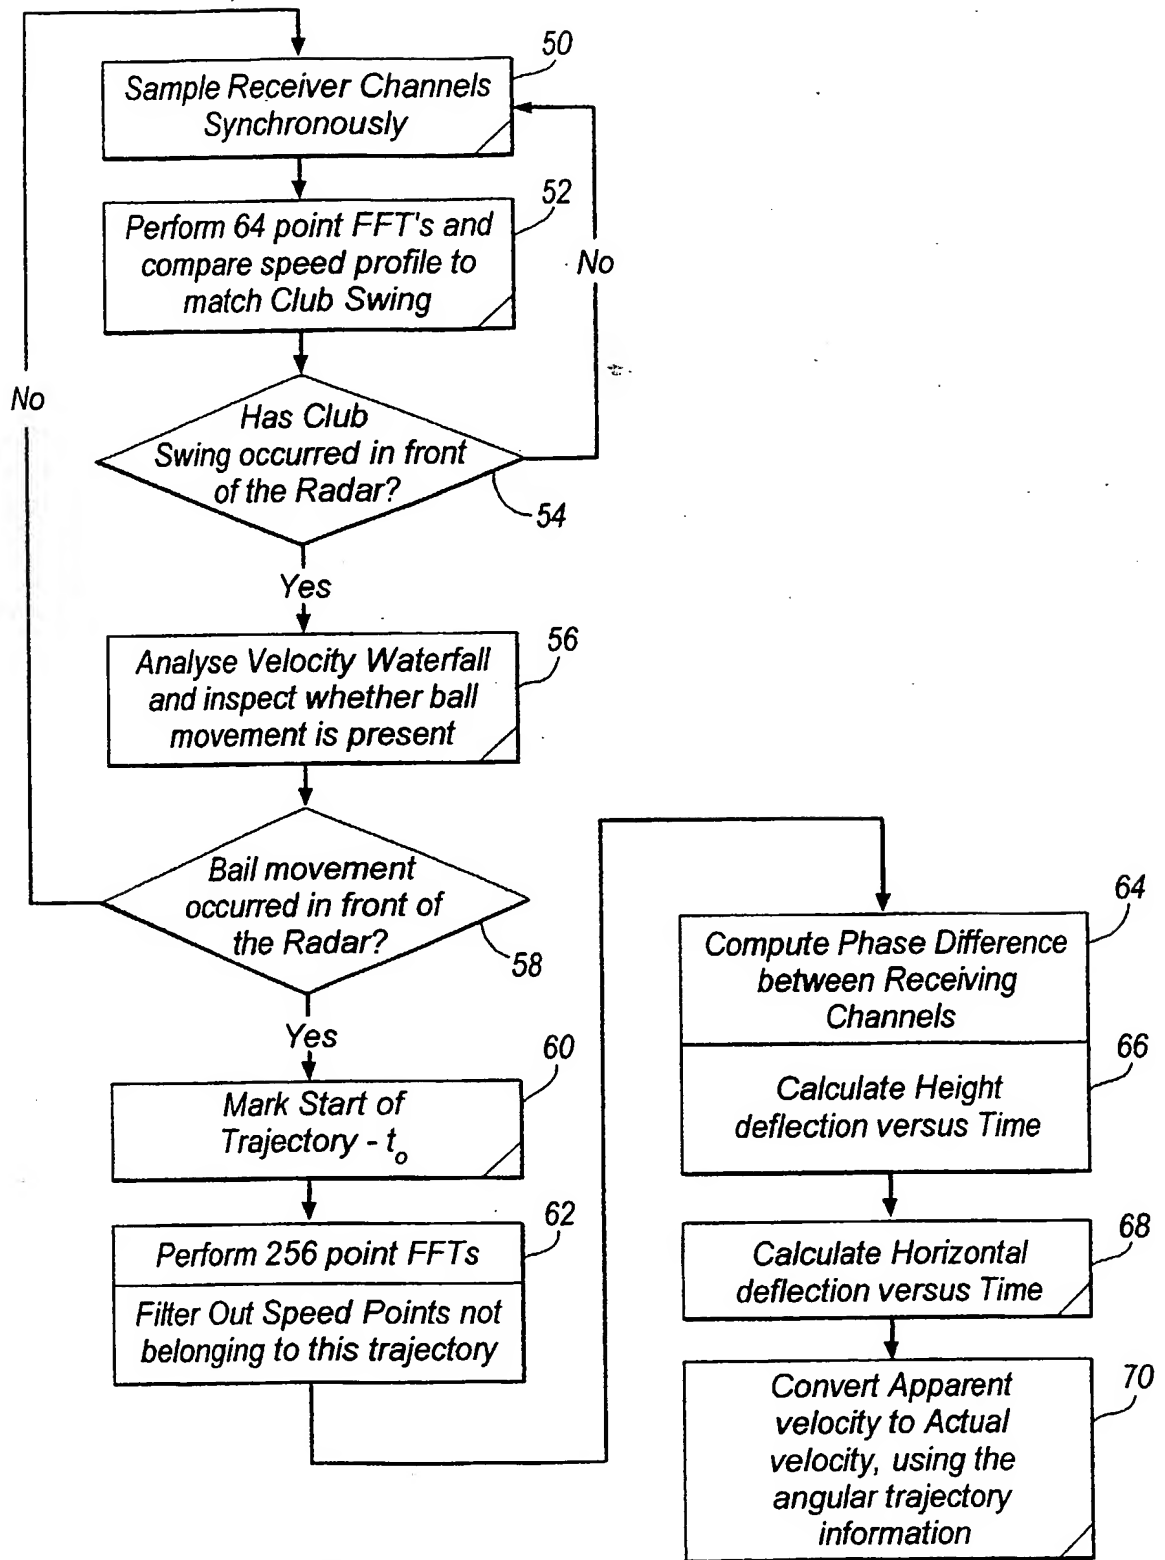 50
Sample Receiver Channels
Synchronously
52
Perform 64 point FFT's and
compare speed profile to
match Club Swing
No
No
Has Club
Swing occurred in front
of the Radar?
54
Yes
56
Analyse Velocity Waterfall
and inspect whether ball
movement is present
Bail movement
occurred in front of
the Radar?
58
Yes
60
Mark Start of
Trajectory - to
62
Perform 256 point FFTs
Filter Out Speed Points not
belonging to this trajectory
64
Compute Phase Difference
between Receiving
Channels
66
Calculate Height
deflection versus Time
68
Calculate Horizontal
deflection versus Time
70
Convert Apparent
velocity to Actual
velocity, using the
angular trajectory
information